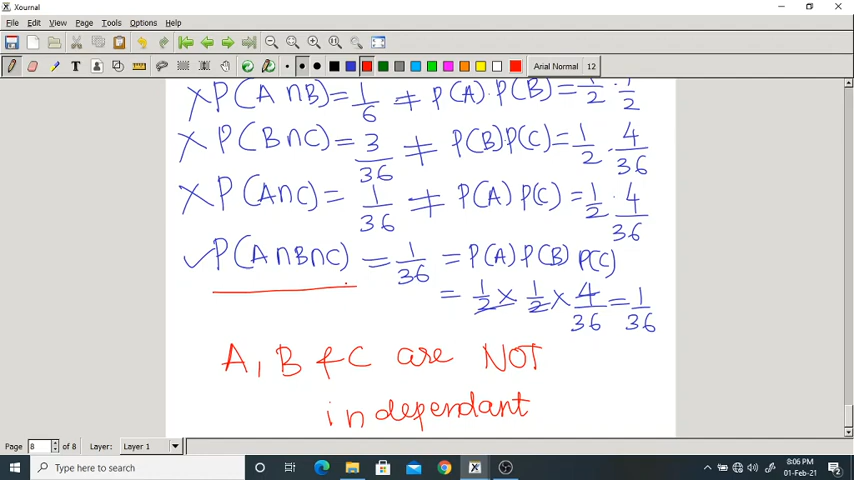 Xournal
File Edit View Page Tools Options Help
Arial Normal 12
× P(A∩B) = 1/6 ≠ P(A)·P(B) = 1/2 · 1/2
× P(B∩C) = 3/36 ≠ P(B)P(C) = 1/2 · 4/36
× P(A∩C) = 1/36 ≠ P(A) P(C) = 1/2 · 4/36
✓ P(A∩B∩C) = 1/36 = P(A) P(B) P(C)
= 1/2 × 1/2 × 4/36 = 1/36
A, B & C are NOT
independant
Page 8 of 8 Layer: Layer 1
Type here to search
8:06 PM
01-Feb-21
2